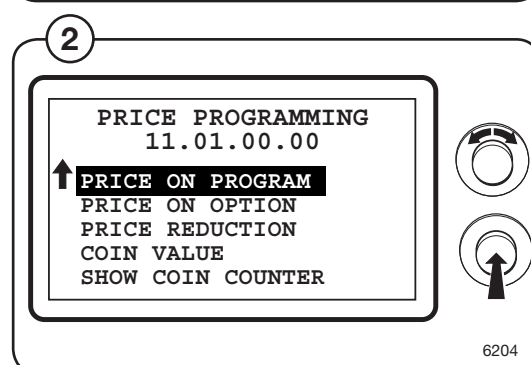 2
PRICE PROGRAMMING
11.01.00.00
PRICE ON PROGRAM
PRICE ON OPTION
PRICE REDUCTION
COIN VALUE
SHOW COIN COUNTER
6204